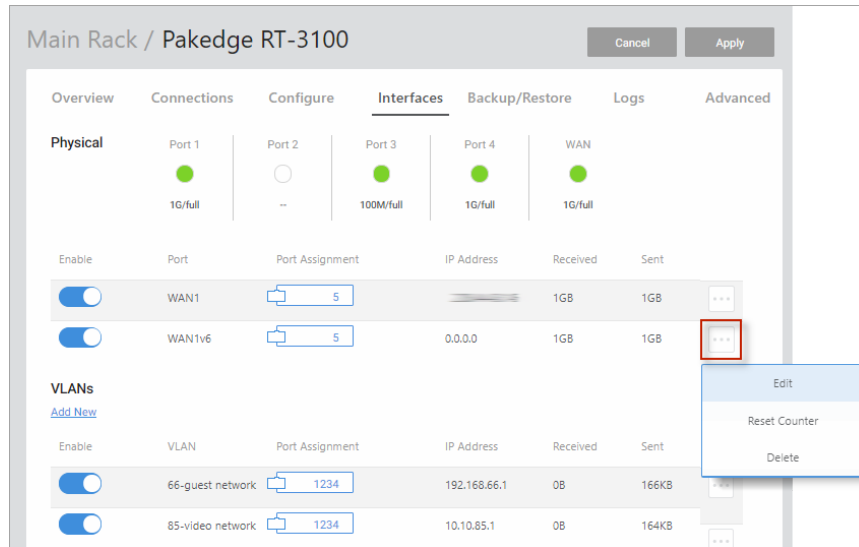 Main Rack / Pakedge RT-3100
Cancel
Apply
Overview Connections Configure Interfaces Backup/Restore Logs Advanced
Physical Port 1 Port 2 Port 3 Port 4 WAN
1G/full -- 100M/full 1G/full 1G/full
Enable Port Port Assignment IP Address Received Sent
WAN1 5 1GB 1GB
WAN1v6 5 0.0.0.0 1GB 1GB
Edit
Reset Counter
Delete
VLANs
Add New
Enable VLAN Port Assignment IP Address Received Sent
66-guest network 1234 192.168.66.1 0B 166KB
85-video network 1234 10.10.85.1 0B 164KB